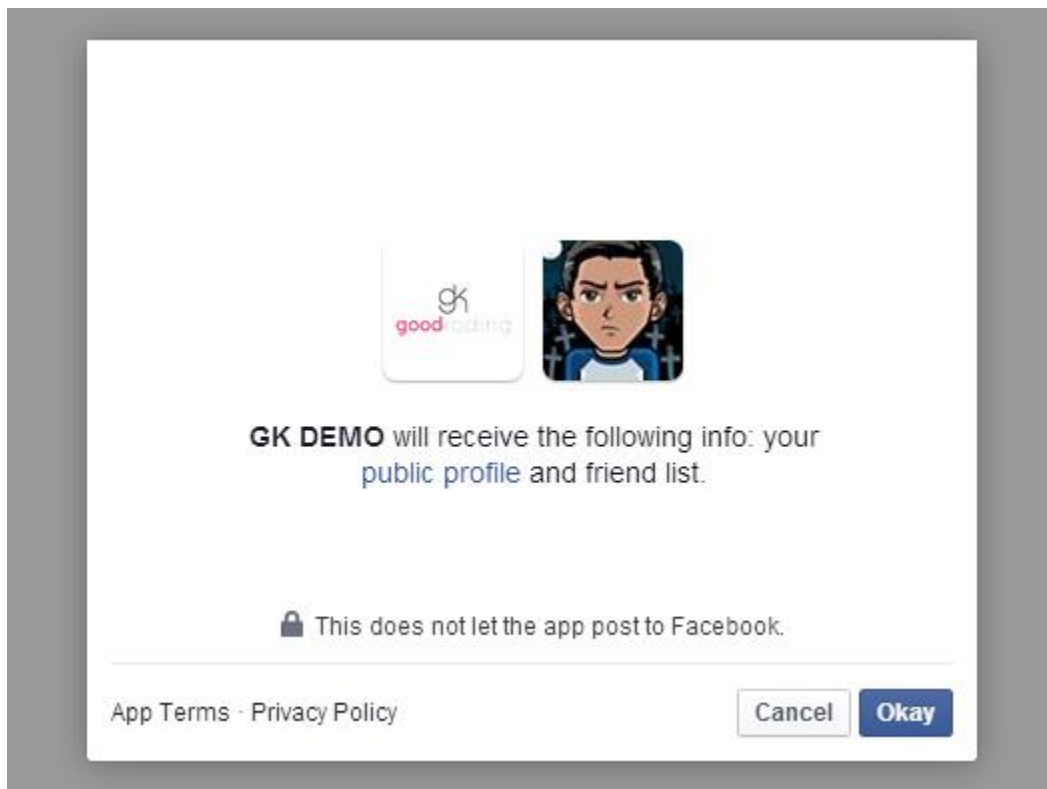 gk
goodkoding
GK DEMO will receive the following info: your
public profile and friend list.
This does not let the app post to Facebook.
App Terms · Privacy Policy
Cancel
Okay